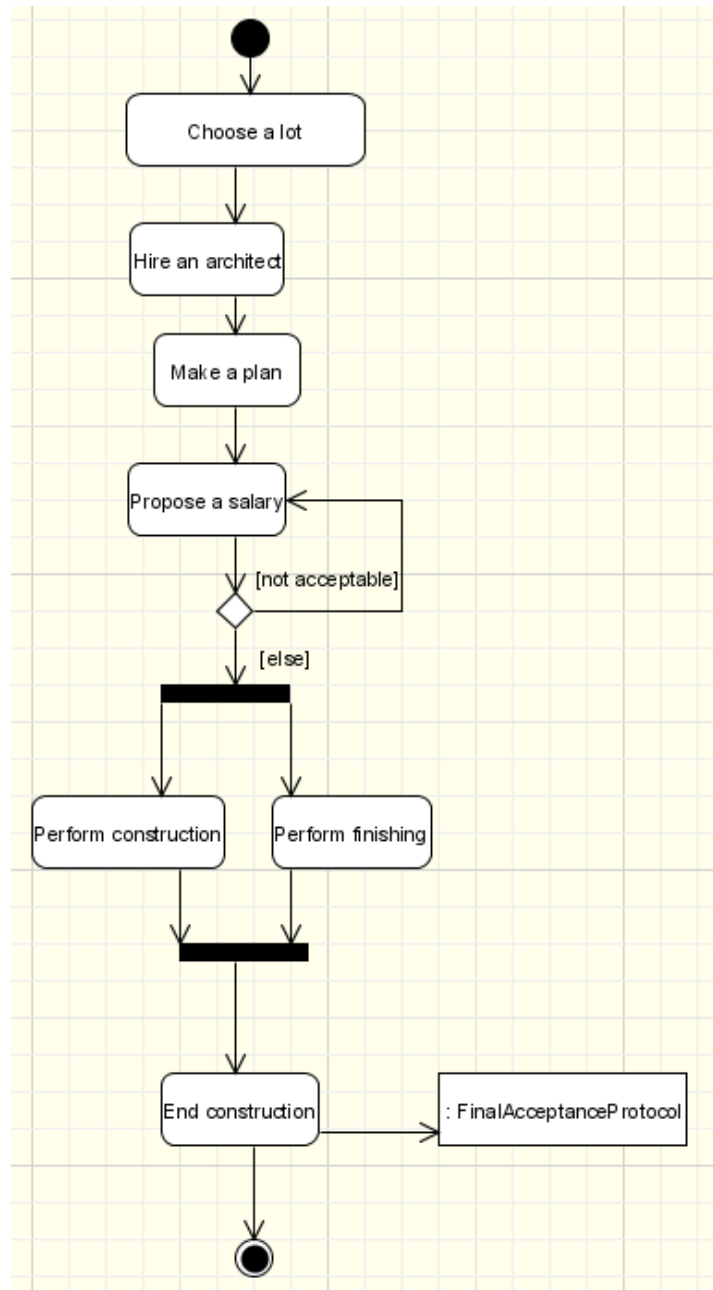 Choose a lot
Hire an architect
Make a plan
Propose a salary
[not acceptable]
[else]
Perform construction
Perform finishing
End construction
: FinalAcceptanceProtocol